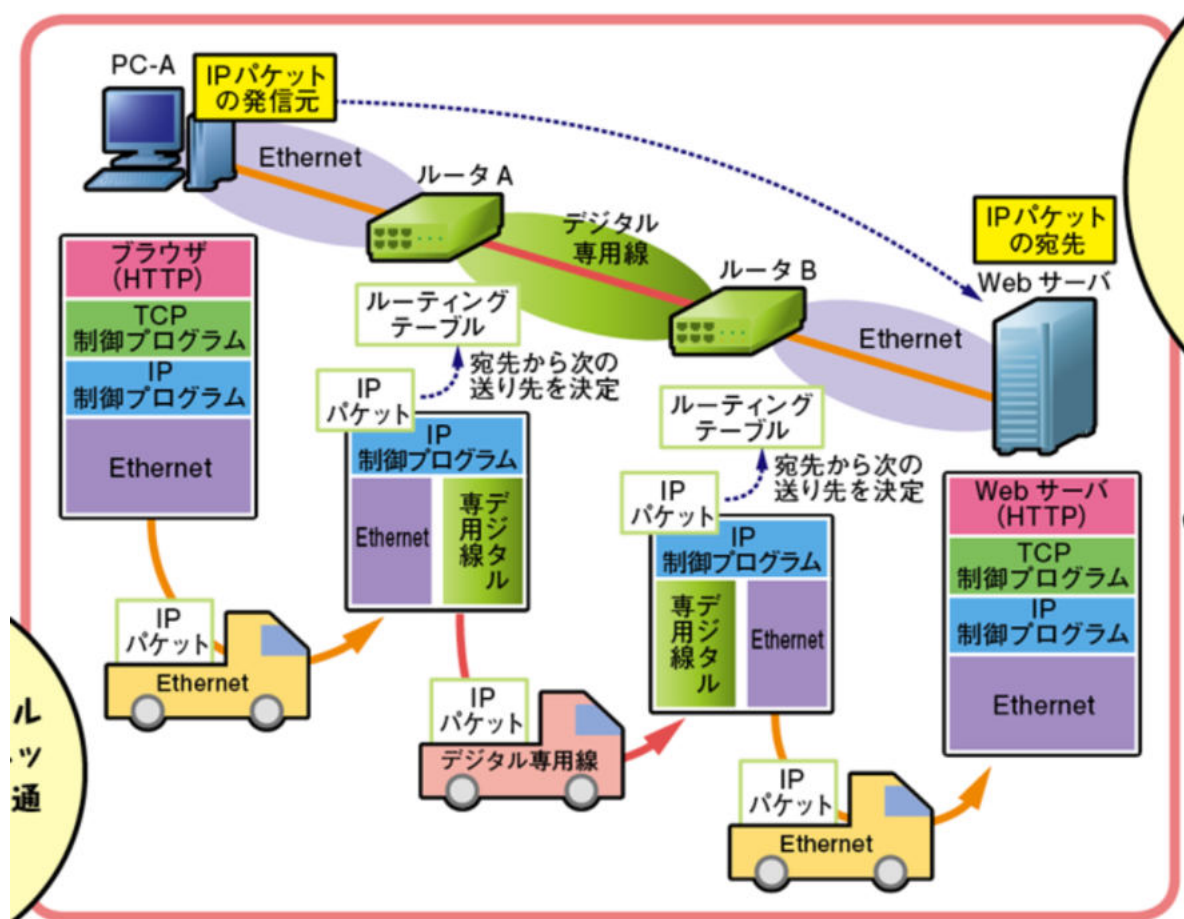 PC-A
IPパケット
の発信元
Ethernet
ルータA
デジタル
専用線
ルータB
IPパケット
の宛先
Webサーバ
Ethernet
ブラウザ
(HTTP)
TCP
制御プログラム
IP
制御プログラム
Ethernet
ルーティング
テーブル
宛先から次の
送り先を決定
IP
パケット
IP
制御プログラム
Ethernet
デジタル
専用線
ルーティング
テーブル
宛先から次の
送り先を決定
IP
パケット
IP
制御プログラム
デジタル
専用線
Ethernet
Webサーバ
(HTTP)
TCP
制御プログラム
IP
制御プログラム
Ethernet
IP
パケット
Ethernet
IP
パケット
デジタル専用線
IP
パケット
Ethernet
ル
ッ
通